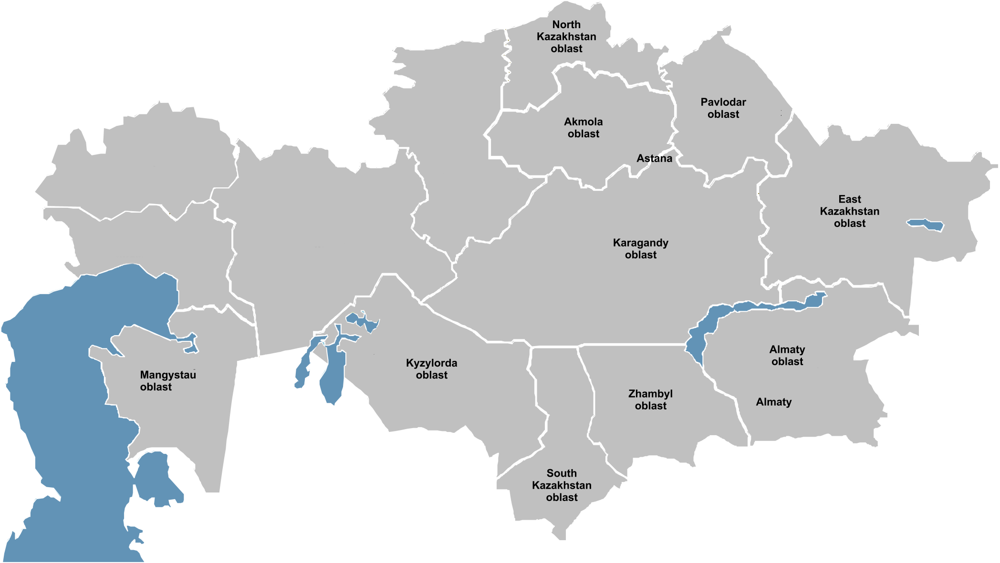 North
Kazakhstan
oblast
Pavlodar
oblast
Akmola
oblast
Astana
East
Kazakhstan
oblast
Karagandy
oblast
Almaty
oblast
Kyzylorda
oblast
Mangystau
oblast
Zhambyl
oblast
Almaty
South
Kazakhstan
oblast